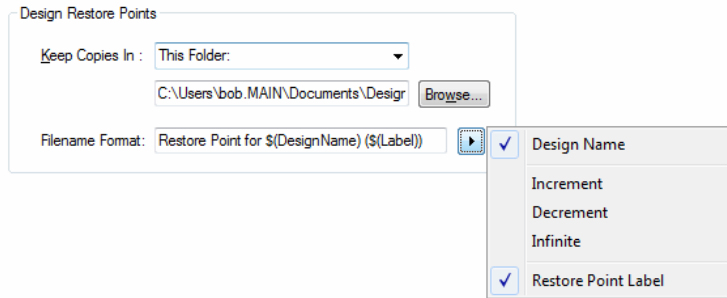 Design Restore Points
Keep Copies In : This Folder:
C:\Users\bob.MAIN\Documents\Desigr Browse...
Filename Format: Restore Point for $(DesignName) ($(Label))
Design Name
Increment
Decrement
Infinite
Restore Point Label